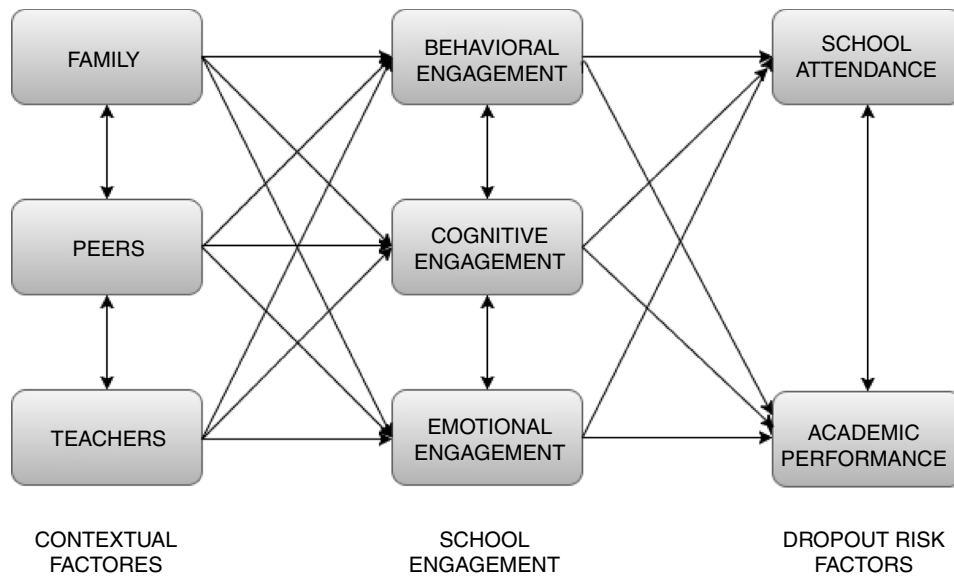 FAMILY
BEHAVIORAL
ENGAGEMENT
SCHOOL
ATTENDANCE
PEERS
COGNITIVE
ENGAGEMENT
TEACHERS
EMOTIONAL
ENGAGEMENT
ACADEMIC
PERFORMANCE
CONTEXTUAL
FACTORES
SCHOOL
ENGAGEMENT
DROPOUT RISK
FACTORS